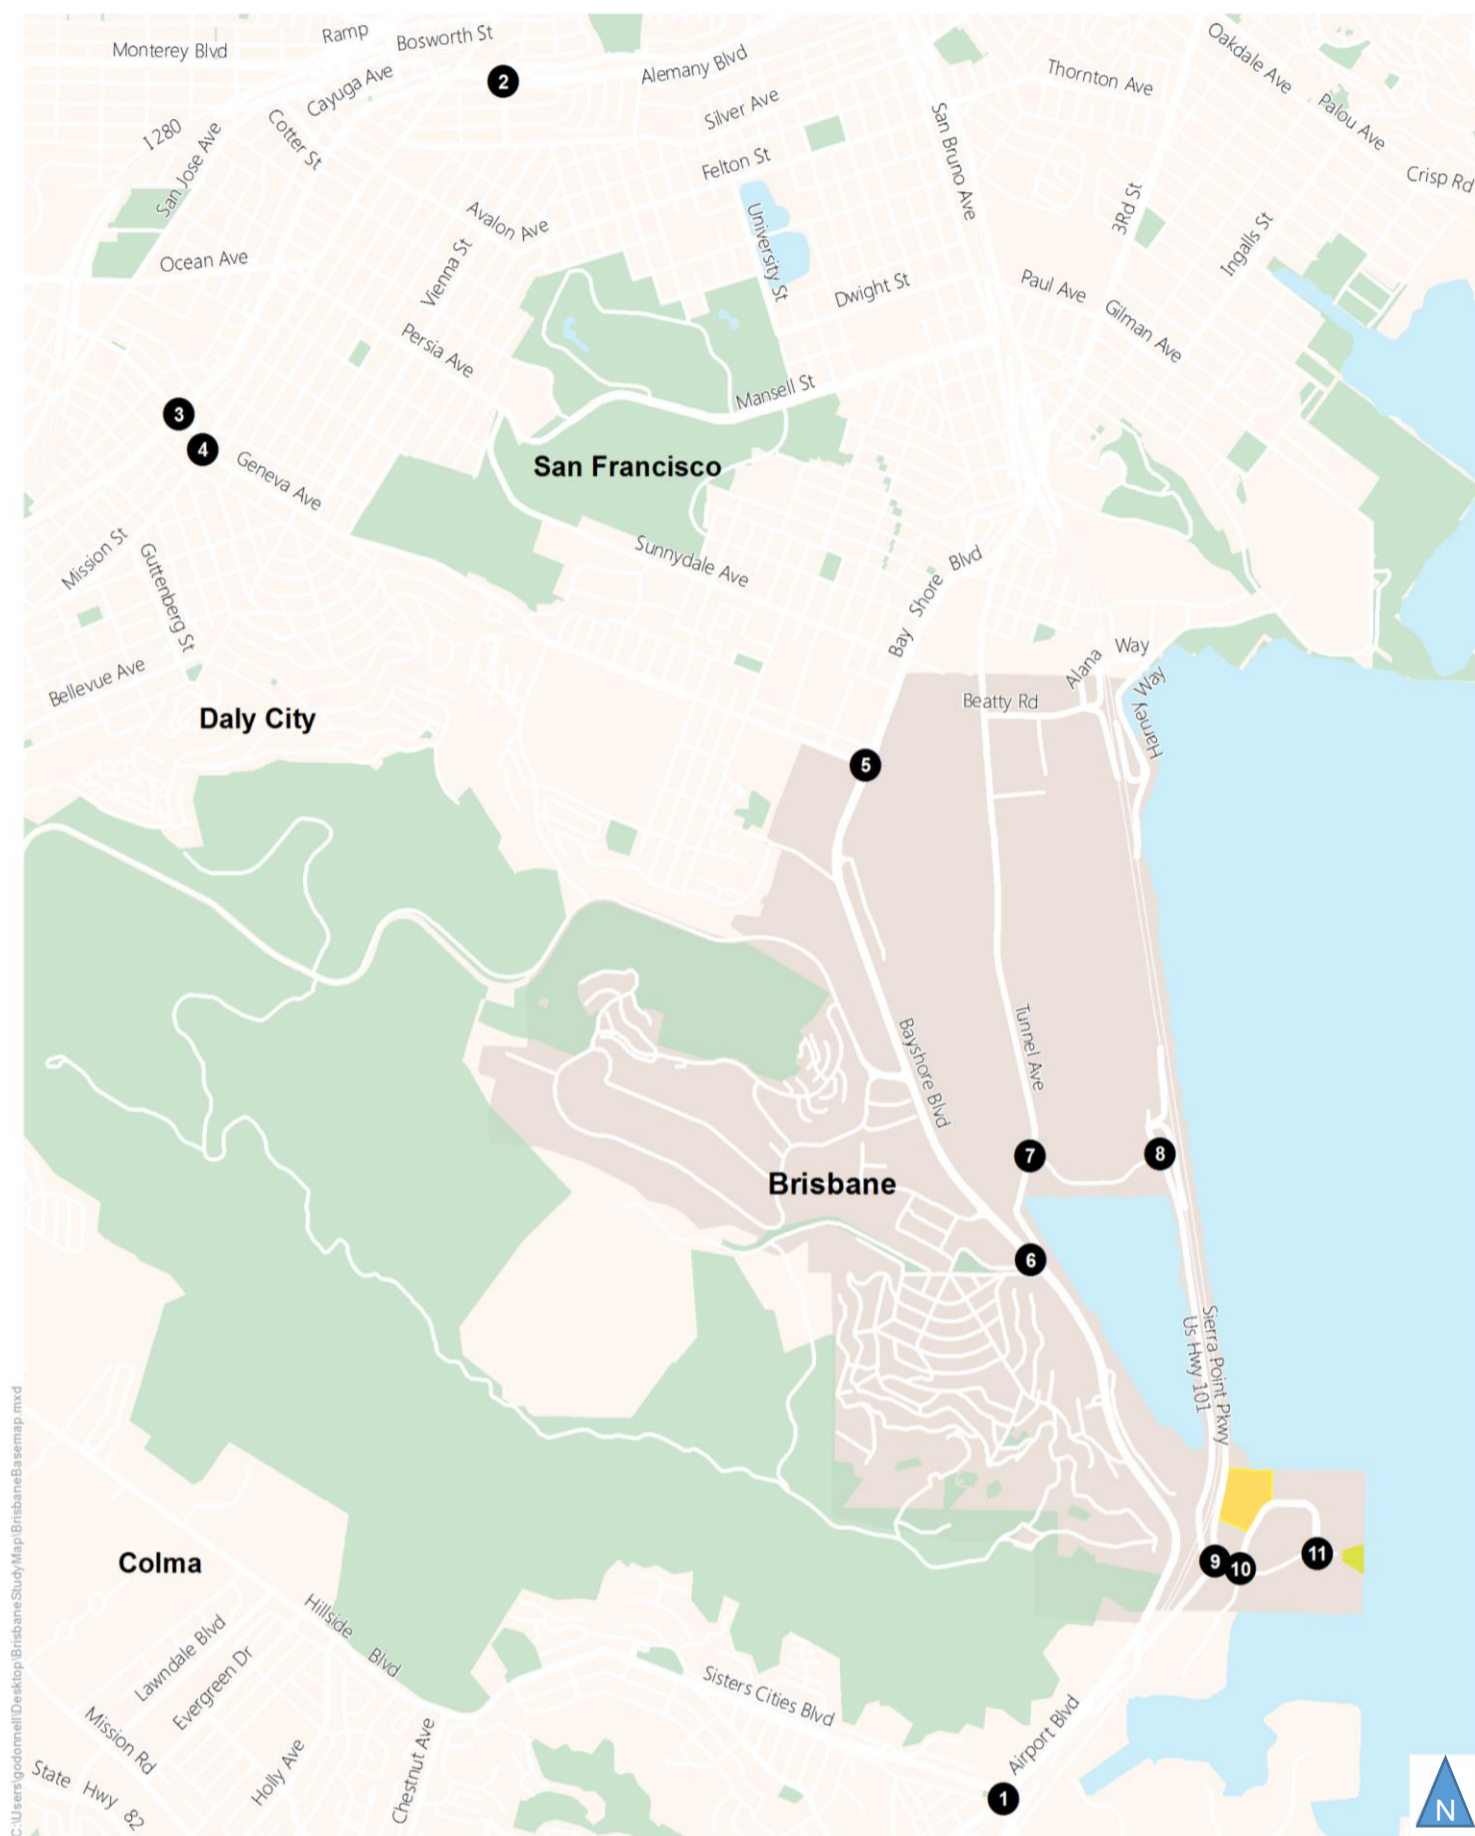 Monterey Blvd
Ramp
Bosworth St
Cayuga Ave
2
Alemany Blvd
Silver Ave
Thornton Ave
Oakdale Ave
Palou Ave
Crisp Rd
I 280
San Jose Ave
Cotter St
Felton St
San Bruno Ave
3Rd St
Ingalls St
Avalon Ave
University St
Ocean Ave
Vienna St
Dwight St
Paul Ave
Gilman Ave
Persia Ave
Mansell St
3
4
Geneva Ave
San Francisco
Mission St
Guttenberg St
Sunnydale Ave
Bay Shore Blvd
Bellevue Ave
Alana Way
Harney Way
Beatty Rd
Daly City
5
Bayshore Blvd
Tunnel Ave
7
8
Brisbane
6
Sierra Point Pkwy
Us Hwy 101
9
10
11
Colma
Hillside Blvd
Lawndale Blvd
Evergreen Dr
Sisters Cities Blvd
Mission Rd
Holly Ave
Chestnut Ave
Airport Blvd
State Hwy 82
1
N
C:\Users\godonnell\Desktop\BrisbaneStudyMap\BrisbaneBasemap.mxd